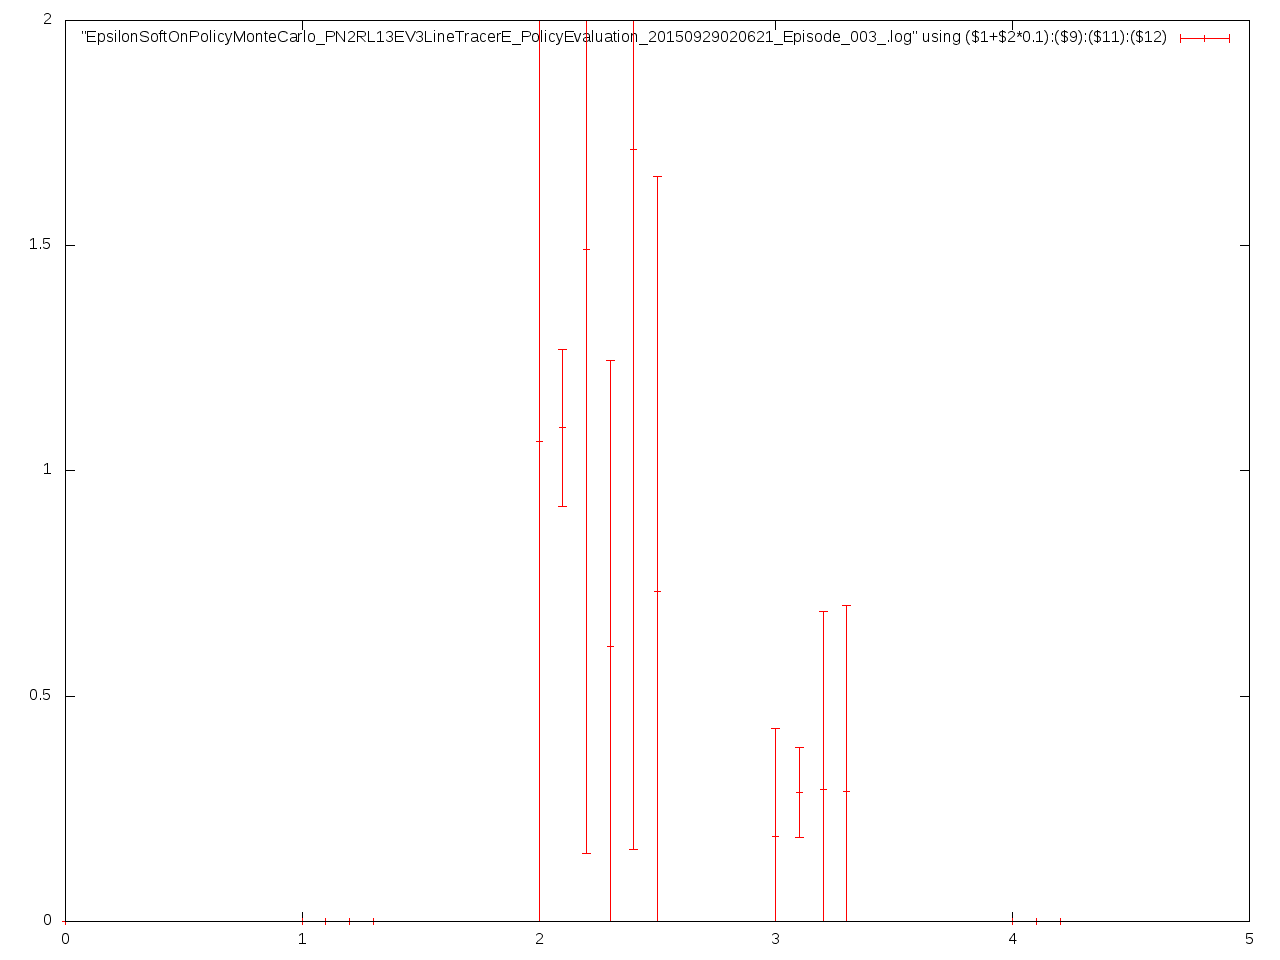 2
"EpsilonSoftOnPolicyMonteCarlo_PN2RL13EV3LineTracerE_PolicyEvaluation_20150929020621_Episode_003_.log" using ($1+$2*0.1):($9):($11):($12)
1.5
1
0.5
0
0 1 2 3 4 5